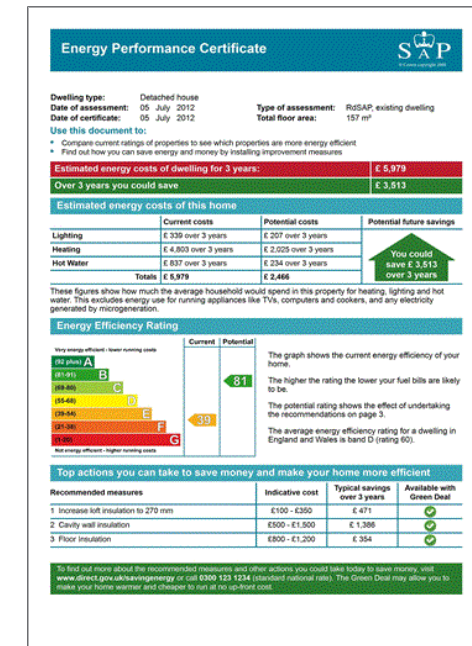 Energy Performance Certificate
SAP
© Crown copyright 2009
Dwelling type: Detached house
Date of assessment: 05 July 2012 Type of assessment: RdSAP, existing dwelling
Date of certificate: 05 July 2012 Total floor area: 157 m²
Use this document to:
• Compare current ratings of properties to see which properties are more energy efficient
• Find out how you can save energy and money by installing improvement measures
Estimated energy costs of dwelling for 3 years: £ 5,979
Over 3 years you could save £ 3,513
Estimated energy costs of this home
Current costs Potential costs Potential future savings
Lighting £ 339 over 3 years £ 207 over 3 years
Heating £ 4,803 over 3 years £ 2,025 over 3 years
Hot Water £ 837 over 3 years £ 234 over 3 years
Totals £ 5,979 £ 2,466
You could
save £ 3,513
over 3 years
These figures show how much the average household would spend in this property for heating, lighting and hot
water. This excludes energy use for running appliances like TVs, computers and cookers, and any electricity
generated by microgeneration.
Energy Efficiency Rating
Current Potential
Very energy efficient - lower running costs
(92 plus) A
(81-91) B
(69-80) C
(55-68) D
(39-54) E
(21-38) F
(1-20) G
Not energy efficient - higher running costs
39
81
The graph shows the current energy efficiency of your
home.
The higher the rating the lower your fuel bills are likely
to be.
The potential rating shows the effect of undertaking
the recommendations on page 3.
The average energy efficiency rating for a dwelling in
England and Wales is band D (rating 60).
Top actions you can take to save money and make your home more efficient
Recommended measures Indicative cost Typical savings over 3 years Available with Green Deal
1 Increase loft insulation to 270 mm £100 - £350 £ 471
2 Cavity wall insulation £500 - £1,500 £ 1,386
3 Floor insulation £800 - £1,200 £ 354
To find out more about the recommended measures and other actions you could take today to save money, visit
www.direct.gov.uk/savingenergy or call 0300 123 1234 (standard national rate). The Green Deal may allow you to
make your home warmer and cheaper to run at no up-front cost.